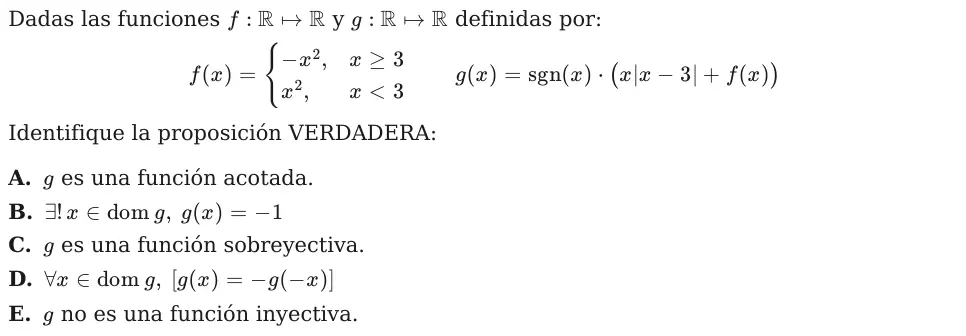 Dadas las funciones f : ℝ ↦ ℝ y g : ℝ ↦ ℝ definidas por:
f(x) = { −x², x ≥ 3
x², x < 3
g(x) = sgn(x) · (x|x − 3| + f(x))
Identifique la proposición VERDADERA:
A. g es una función acotada.
B. ∃! x ∈ dom g, g(x) = −1
C. g es una función sobreyectiva.
D. ∀x ∈ dom g, [g(x) = −g(−x)]
E. g no es una función inyectiva.